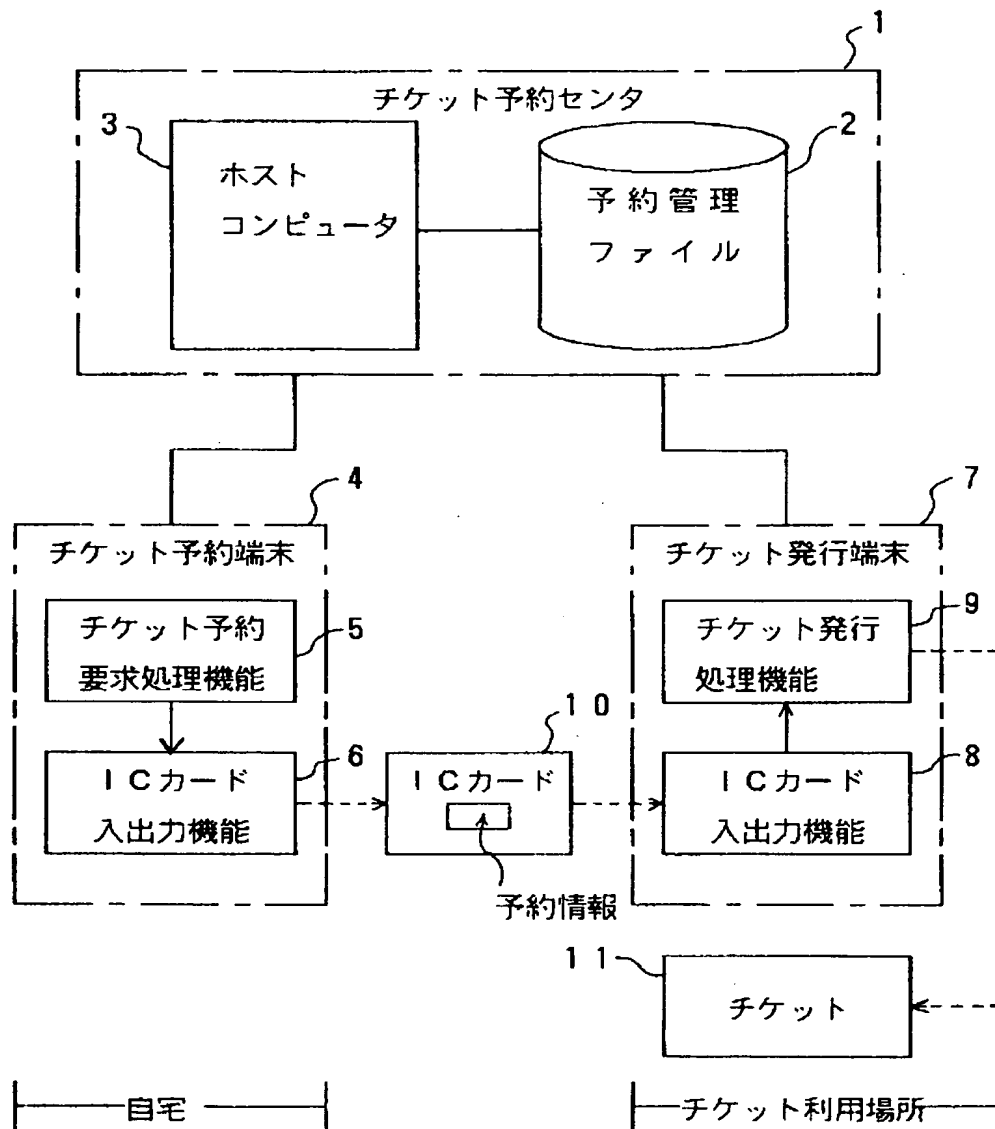 1
チケット予約センタ
3
2
ホスト
コンピュータ
予約管理
ファイル
4
7
チケット予約端末
チケット発行端末
チケット予約
要求処理機能
5
チケット発行
処理機能
9
10
ICカード
入出力機能
6
ICカード
ICカード
入出力機能
8
予約情報
11
チケット
自宅
チケット利用場所